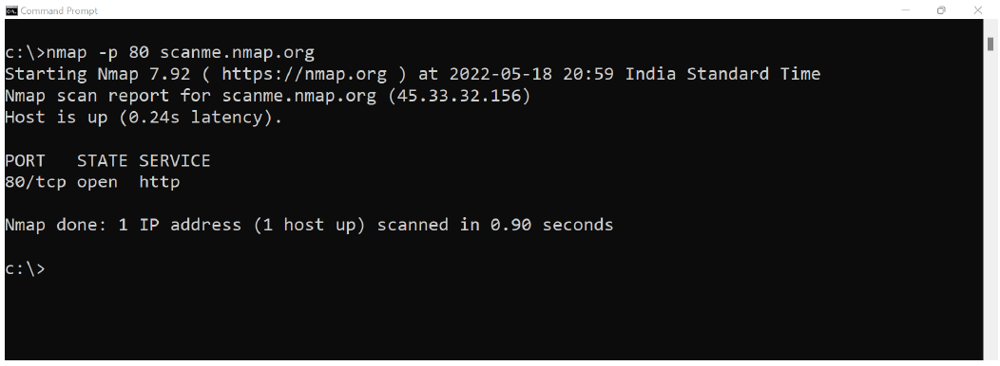 Command Prompt
c:\>nmap -p 80 scanme.nmap.org
Starting Nmap 7.92 ( https://nmap.org ) at 2022-05-18 20:59 India Standard Time
Nmap scan report for scanme.nmap.org (45.33.32.156)
Host is up (0.24s latency).
PORT   STATE SERVICE
80/tcp open  http
Nmap done: 1 IP address (1 host up) scanned in 0.90 seconds
c:\>